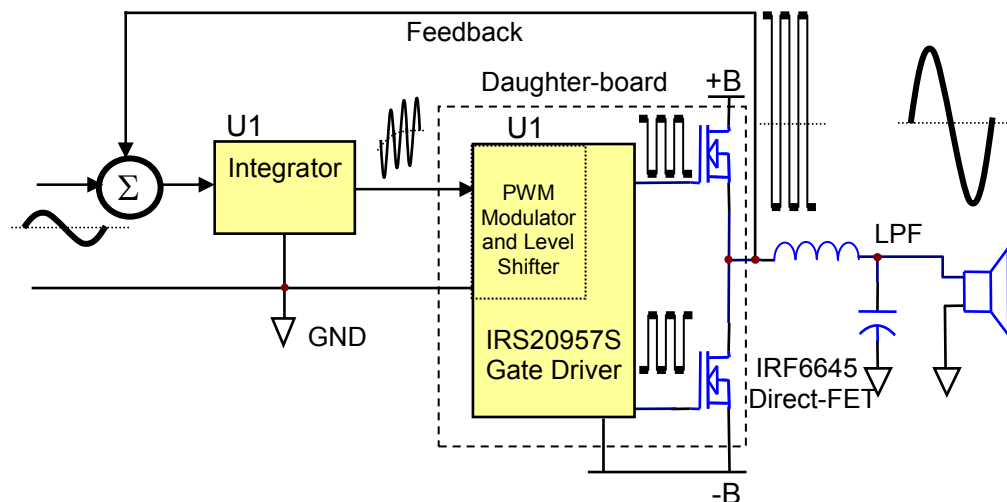 Feedback
Daughter-board
+B
U1
U1
Integrator
Σ
PWM
Modulator
and Level
Shifter
LPF
GND
IRS20957S
Gate Driver
IRF6645
Direct-FET
-B